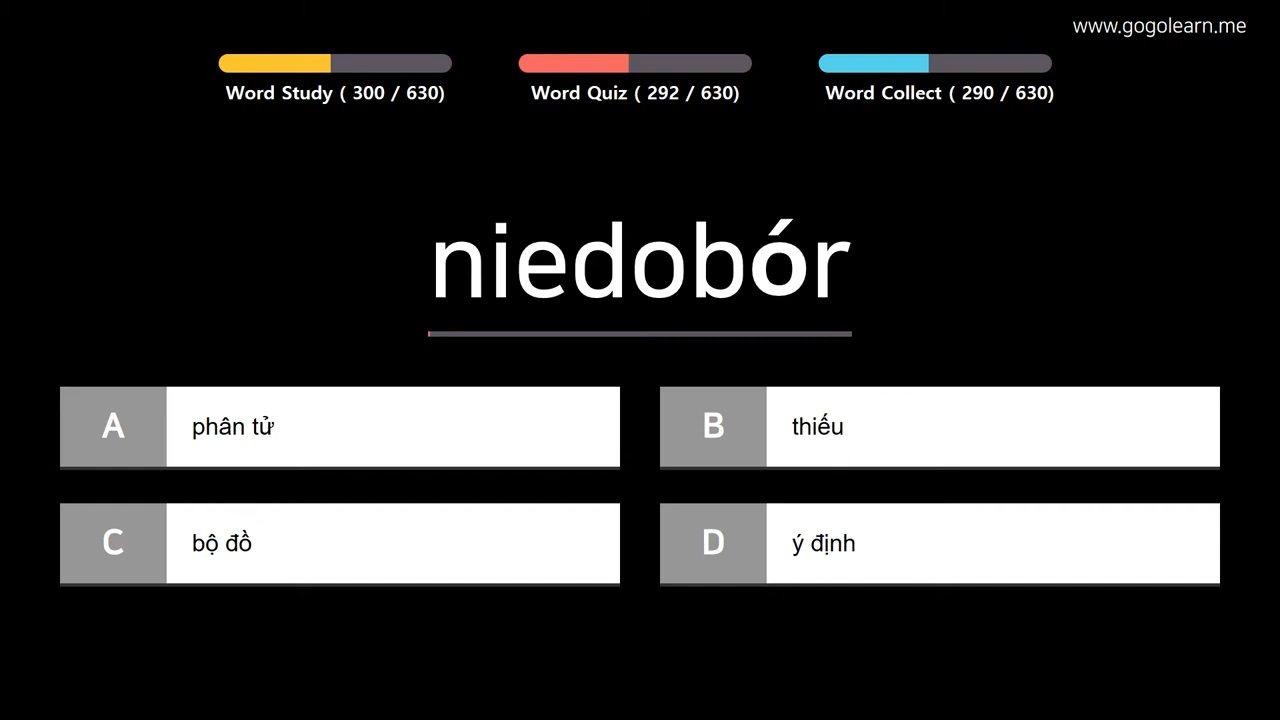 www.gogolearn.me
Word Study ( 300 / 630)
Word Quiz ( 292 / 630)
Word Collect ( 290 / 630)
niedobór
A phân tử
B thiếu
C bộ đồ
D ý định